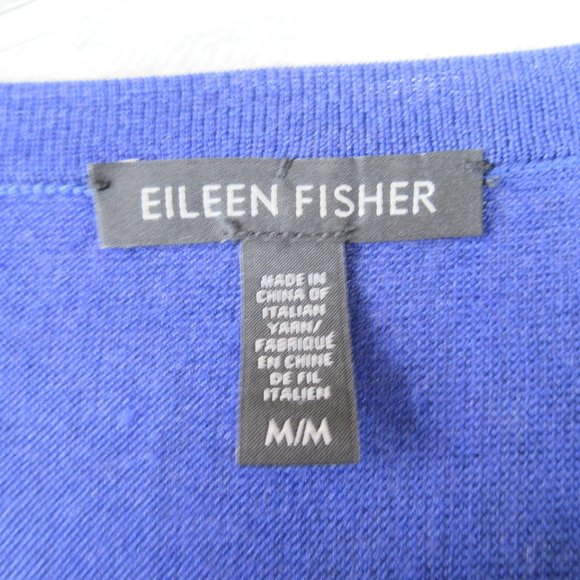 EILEEN FISHER
MADE IN
CHINA OF
ITALIAN
YARN/
FABRIQUÉ
EN CHINE
DE FIL
ITALIEN
M/M